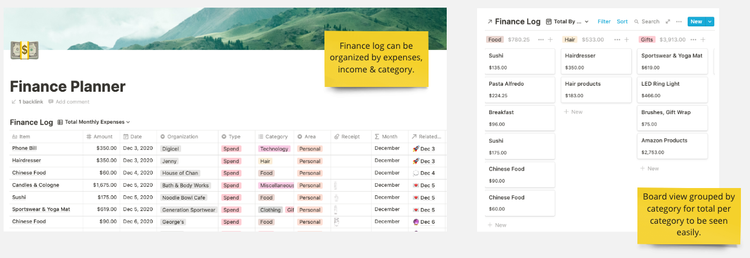 Finance log can be
organized by expenses,
income & category.
Finance Planner
1 backlink Add comment
Finance Log Total Monthly Expenses
Item Amount Date Organization Type Category Area Receipt Month Related...
Phone Bill $350.00 Dec 3, 2020 Digicel Spend Technology Personal December Dec 3
Hairdresser $350.00 Dec 3, 2020 Jenny Spend Hair Personal December Dec 3
Chinese Food $60.00 Dec 4, 2020 House of Chen Spend Food Personal December Dec 4
Candles & Cologne $1,675.00 Dec 5, 2020 Bath & Body Works Spend Miscellaneous Personal December Dec 5
Sushi $175.00 Dec 5, 2020 Noodle Bowl Cafe Spend Food Personal December Dec 5
Sportswear & Yoga Mat $619.00 Dec 5, 2020 Generation Sportswear Spend Clothing Gif Personal December Dec 5
Chinese Food $90.00 Dec 6, 2020 George's Spend Food Personal December Dec 6
Finance Log Total By ... Filter Sort Search New
Food $780.25 Hair $533.00 Gifts $3,913.00
Sushi Hairdresser Sportswear & Yoga Mat
$135.00 $350.00 $619.00
Pasta Alfredo Hair products LED Ring Light
$224.25 $183.00 $466.00
Breakfast + New Brushes, Gift Wrap
$96.00 $75.00
Sushi Amazon Products
$175.00 $2,753.00
Chinese Food + New
$90.00
Chinese Food
$60.00
+ New
Board view grouped by
category for total per
category to be seen
easily.